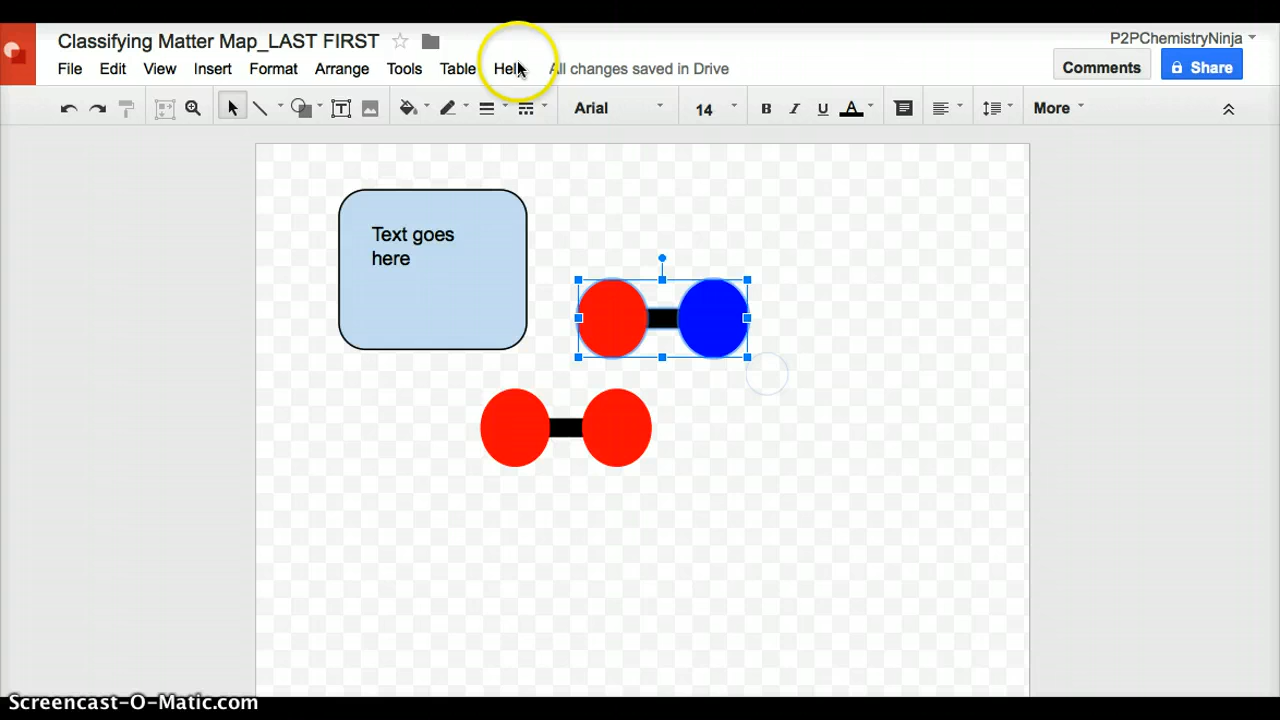 Classifying Matter Map_LAST FIRST
P2PChemistryNinja
File Edit View Insert Format Arrange Tools Table Help All changes saved in Drive
Comments Share
Arial 14 B I U A More
Text goes
here
Screencast-O-Matic.com